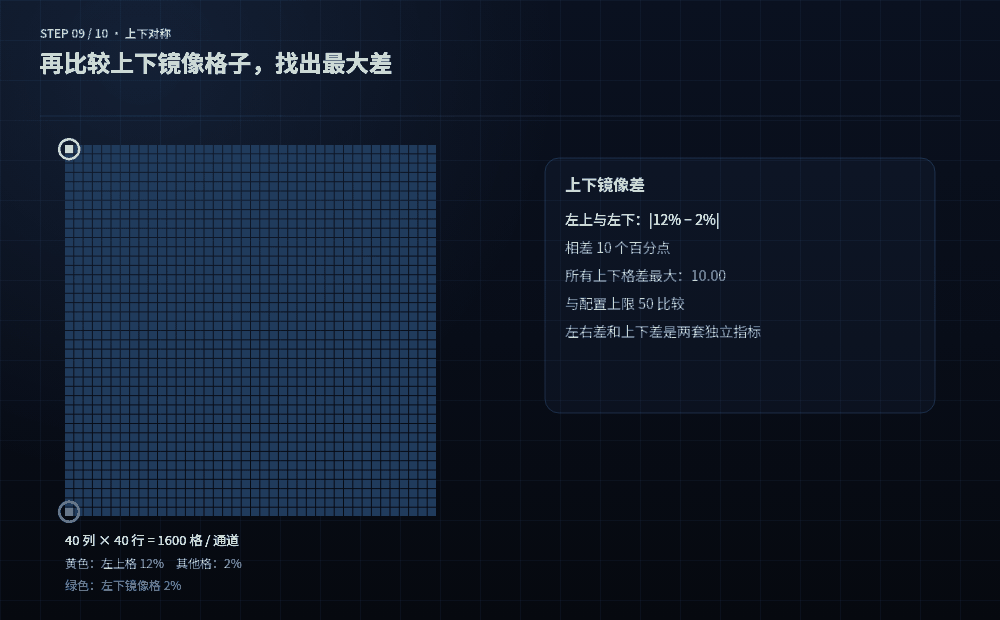 STEP 09 / 10 · 上下对称
再比较上下镜像格子，找出最大差
上下镜像差
左上与左下：|12% − 2%|
相差 10 个百分点
所有上下格差最大：10.00
与配置上限 50 比较
左右差和上下差是两套独立指标
40 列 × 40 行 = 1600 格 / 通道
黄色：左上格 12%　其他格：2%
绿色：左下镜像格 2%